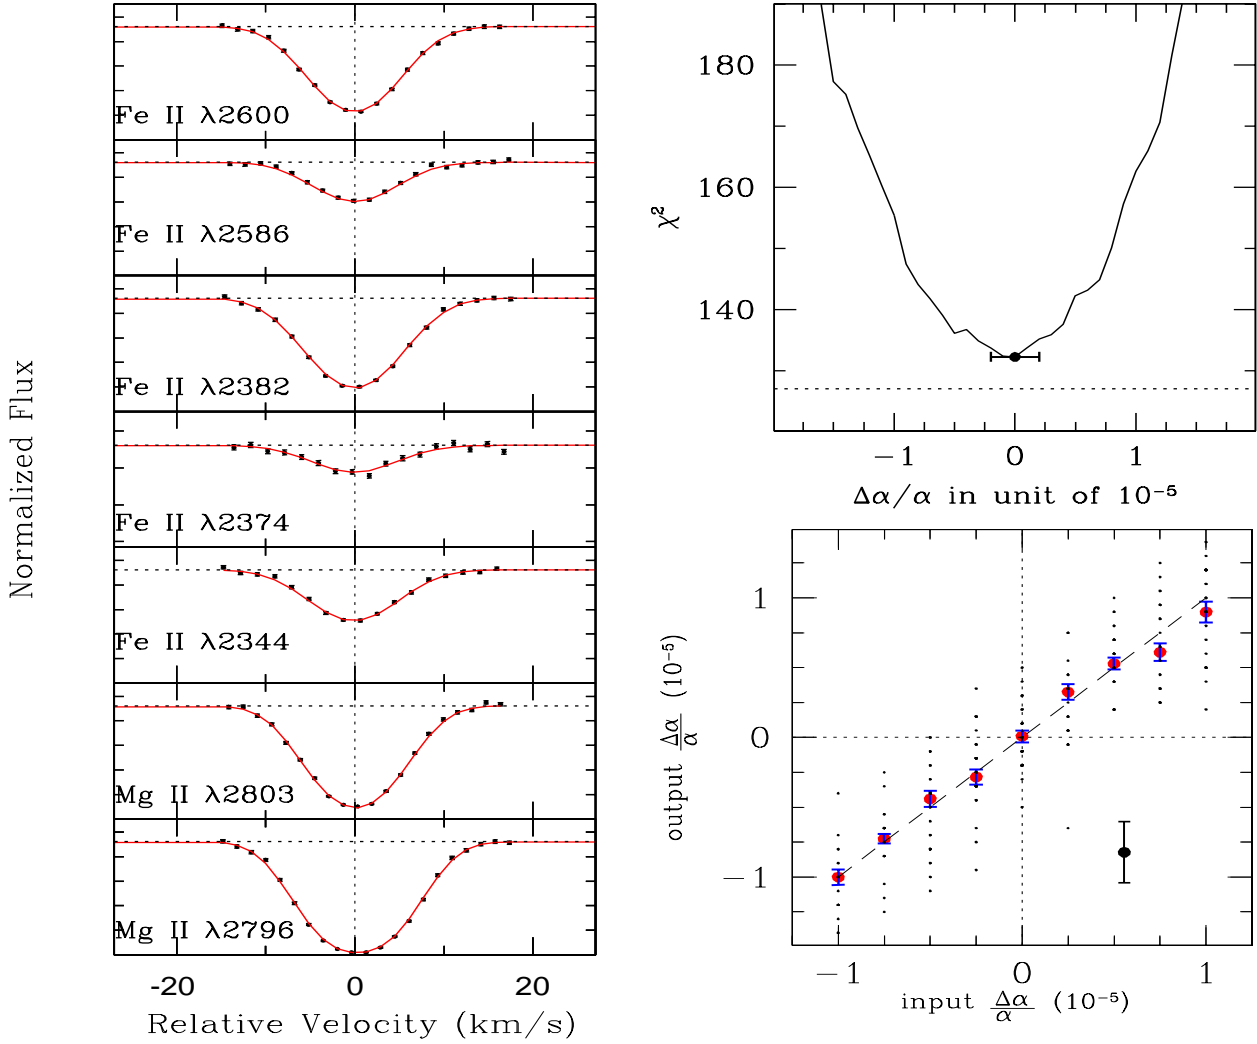 Normalized Flux
Fe II λ2600
Fe II λ2586
Fe II λ2382
Fe II λ2374
Fe II λ2344
Mg II λ2803
Mg II λ2796
-20 0 20
Relative Velocity (km/s)
χ²
180
160
140
−1 0 1
Δα/α in unit of 10⁻⁵
output Δα/α (10⁻⁵)
1
0
−1
−1 0 1
input Δα/α (10⁻⁵)